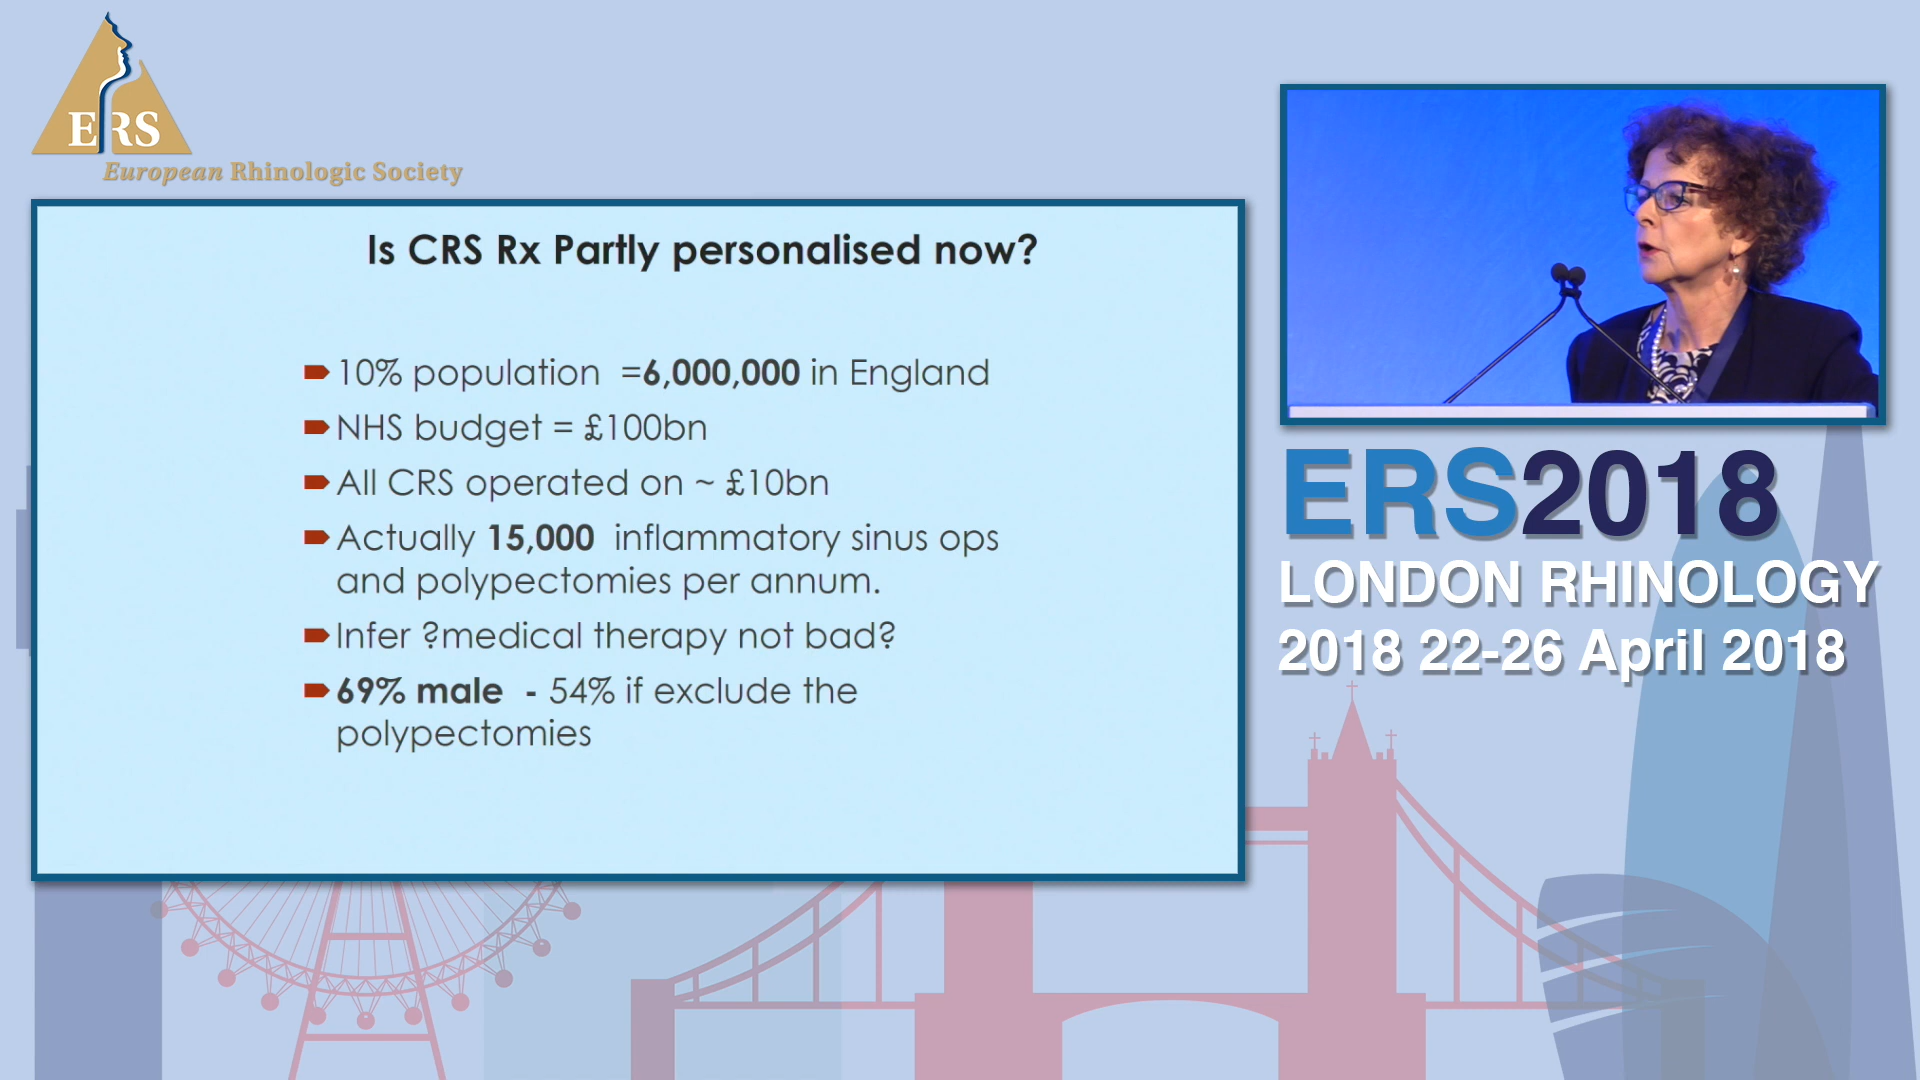 ERS
European Rhinologic Society
Is CRS Rx Partly personalised now?
10% population =6,000,000 in England
NHS budget = £100bn
All CRS operated on ~ £10bn
Actually 15,000 inflammatory sinus ops
and polypectomies per annum.
Infer ?medical therapy not bad?
69% male - 54% if exclude the
polypectomies
ERS2018
LONDON RHINOLOGY
2018 22-26 April 2018